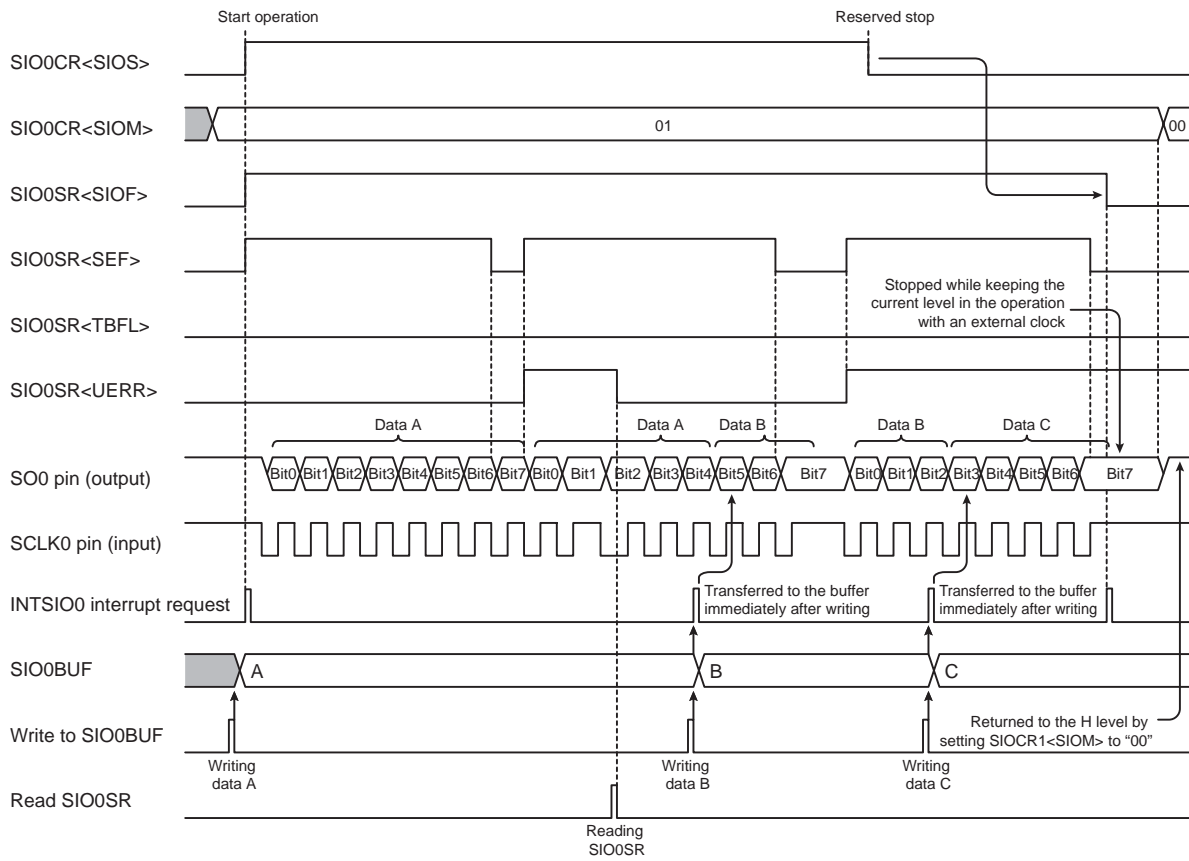 Start operation
Reserved stop
SIO0CR<SIOS>
SIO0CR<SIOM>
01
00
SIO0SR<SIOF>
SIO0SR<SEF>
Stopped while keeping the
current level in the operation
with an external clock
SIO0SR<TBFL>
SIO0SR<UERR>
Data A
Data A
Data B
Data B
Data C
SO0 pin (output)
Bit0 Bit1 Bit2 Bit3 Bit4 Bit5 Bit6 Bit7 Bit0 Bit1 Bit2 Bit3 Bit4 Bit5 Bit6 Bit7 Bit0 Bit1 Bit2 Bit3 Bit4 Bit5 Bit6 Bit7
SCLK0 pin (input)
INTSIO0 interrupt request
Transferred to the buffer
immediately after writing
Transferred to the buffer
immediately after writing
SIO0BUF
A
B
C
Write to SIO0BUF
Returned to the H level by
setting SIOCR1<SIOM> to “00”
Writing
data A
Writing
data B
Writing
data C
Read SIO0SR
Reading
SIO0SR